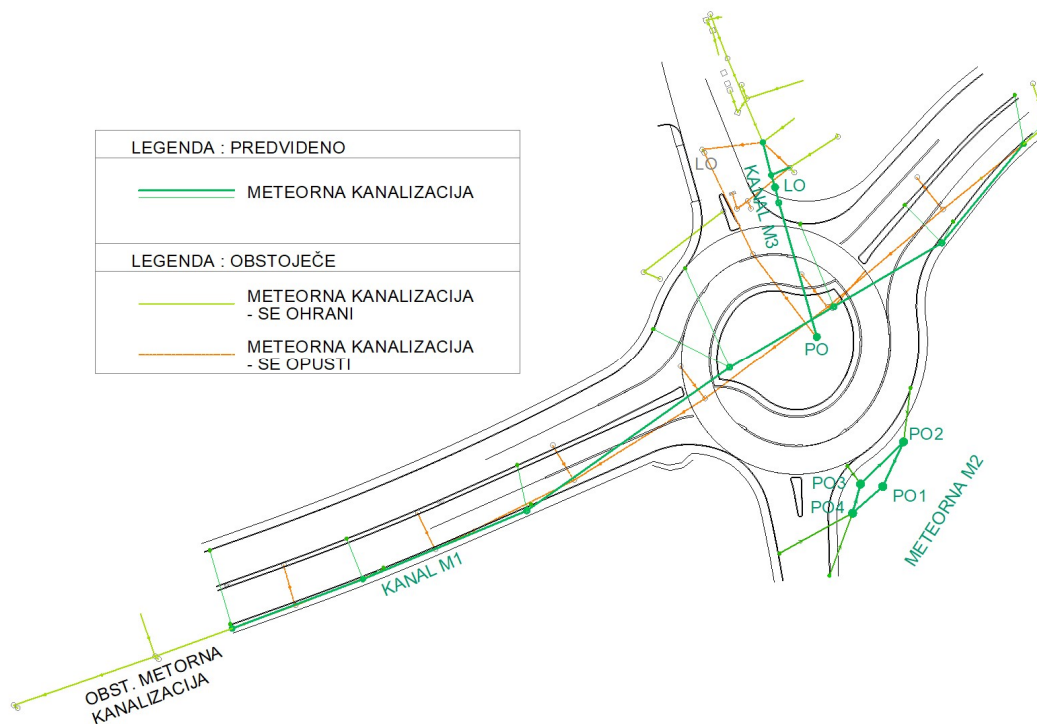 LEGENDA : PREDVIDENO
METEORNA KANALIZACIJA
LEGENDA : OBSTOJEČE
METEORNA KANALIZACIJA
- SE OHRANI
METEORNA KANALIZACIJA
- SE OPUSTI
LO
LO
KANAL M3
PO
PO2
PO3
PO1
PO4
METEORNA M2
KANAL M1
OBST. METORNA
KANALIZACIJA